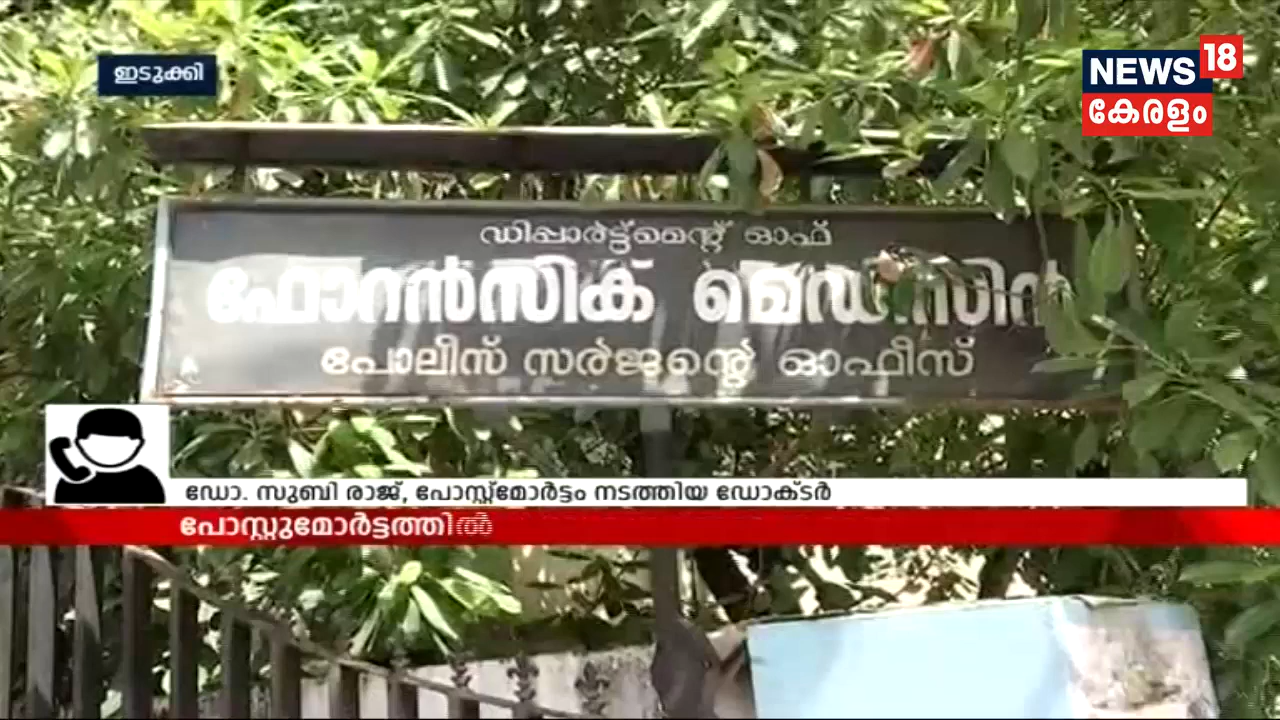 ഇടുക്കി
NEWS 18
കേരളം
ഡിപ്പാർട്ട്മെന്റ് ഓഫ്
ഫോറൻസിക് മെഡിസിൻ
പോലീസ് സർജന്റെ ഓഫീസ്
ഡോ. സുബി രാജ്, പോസ്റ്റ്മോർട്ടം നടത്തിയ ഡോക്ടർ
പോസ്റ്റുമോർട്ടത്തിൽ